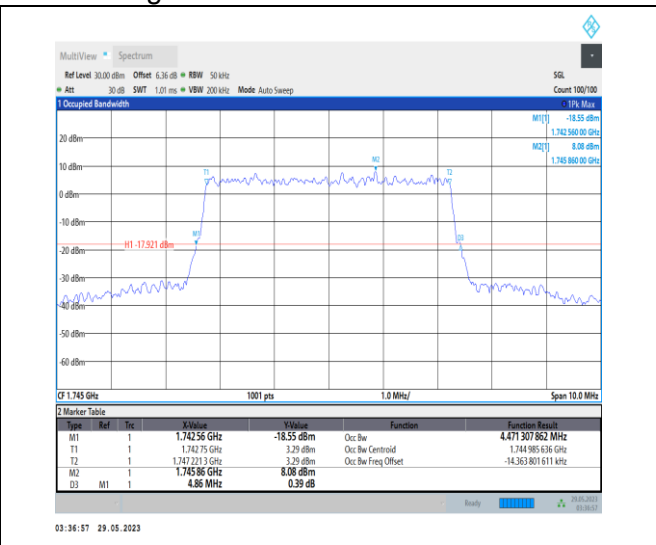 MultiView Spectrum
Ref Level 30.00 dBm Offset 6.36 dB RBW 50 kHz SGL
Att 30 dB SWT 1.01 ms VBW 200 kHz Mode Auto Sweep Count 100/100
1 Occupied Bandwidth 1Pk Max
M1[1] -18.55 dBm
1.742 560 00 GHz
20 dBm
M2[1] 8.08 dBm
1.745 860 00 GHz
M2
10 dBm
T1 T2
0 dBm
-10 dBm
M1 D3
H1 -17.921 dBm
-20 dBm
-30 dBm
-40 dBm
-50 dBm
-60 dBm
CF 1.745 GHz 1001 pts 1.0 MHz/ Span 10.0 MHz
2 Marker Table
Type Ref Trc X-Value Y-Value Function Function Result
M1 1 1.742 56 GHz -18.55 dBm Occ Bw 4.471 307 862 MHz
T1 1 1.742 75 GHz 3.29 dBm Occ Bw Centroid 1.744 985 636 GHz
T2 1 1.747 221 3 GHz 3.29 dBm Occ Bw Freq Offset -14.363 801 611 kHz
M2 1 1.745 86 GHz 8.08 dBm
D3 M1 1 4.86 MHz 0.39 dB
Ready 29.05.2023
03:36:57
03:36:57 29.05.2023